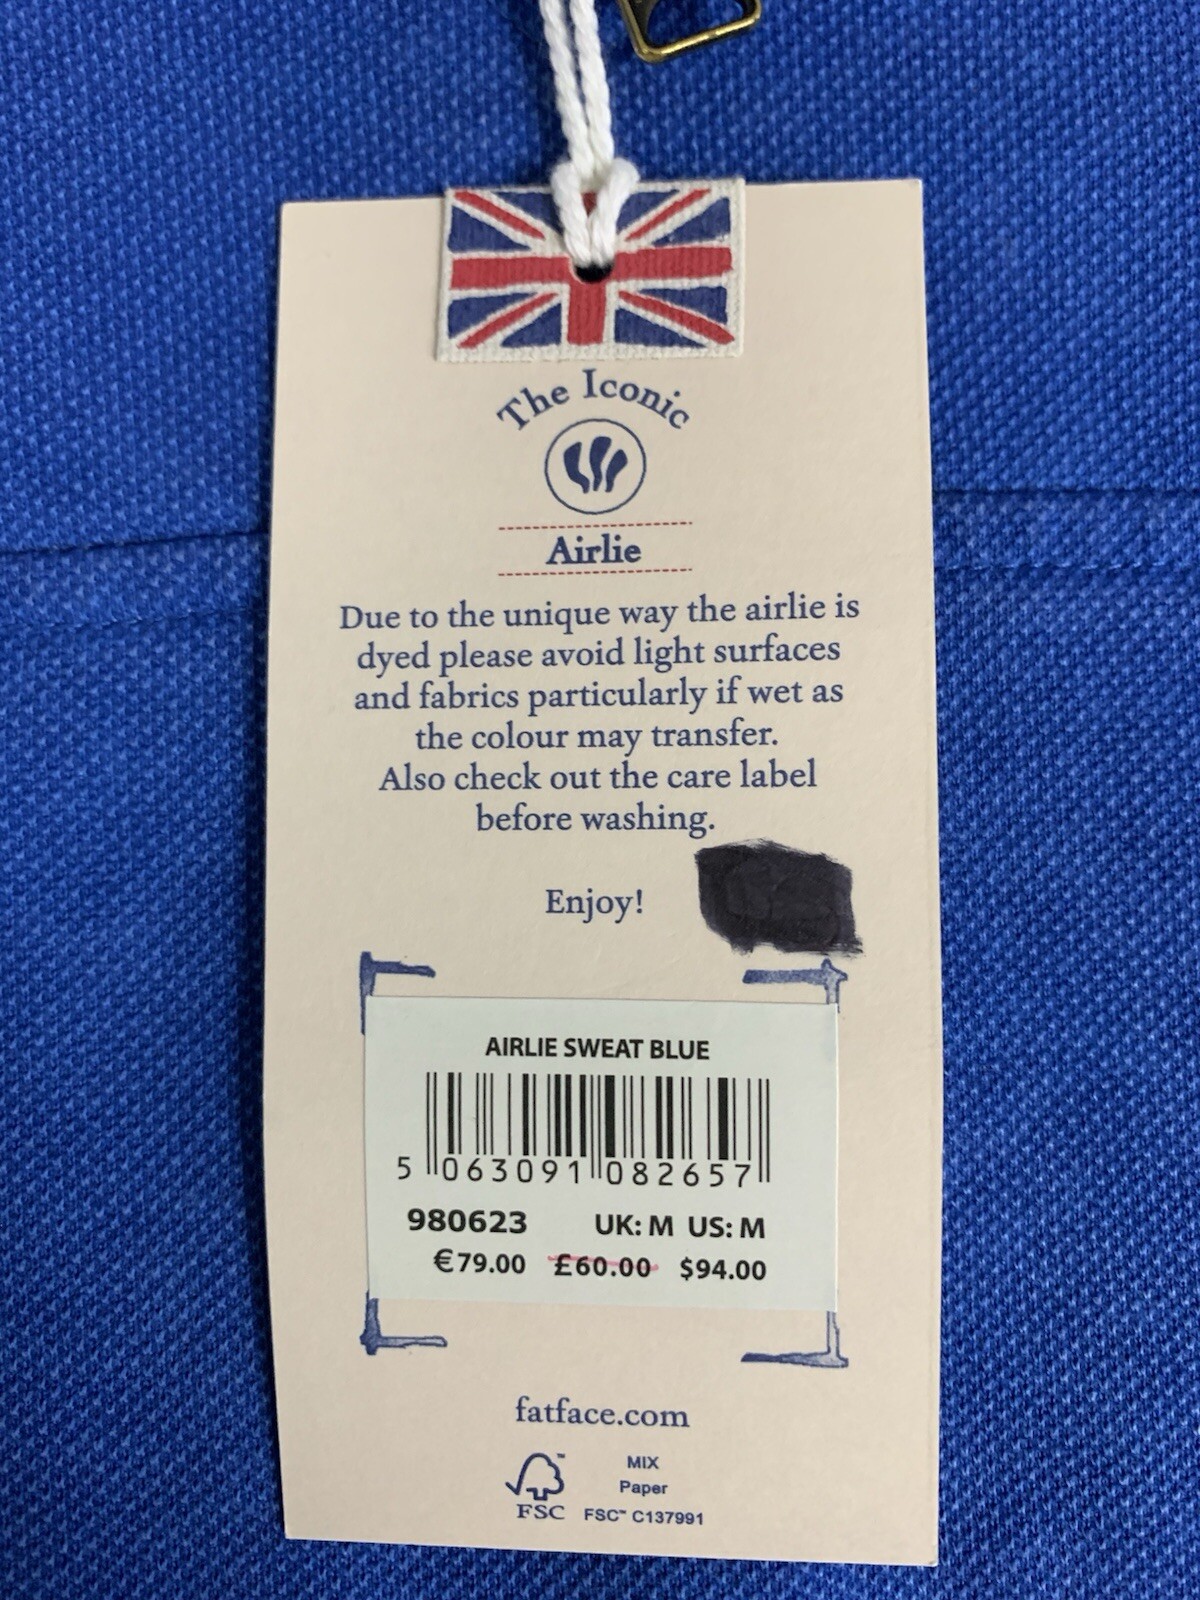 The Iconic
Airlie
Due to the unique way the airlie is
dyed please avoid light surfaces
and fabrics particularly if wet as
the colour may transfer.
Also check out the care label
before washing.
Enjoy!
AIRLIE SWEAT BLUE
5 063091 082657
980623 UK: M US: M
€79.00 £60.00 $94.00
fatface.com
MIX
Paper
FSC FSC™ C137991